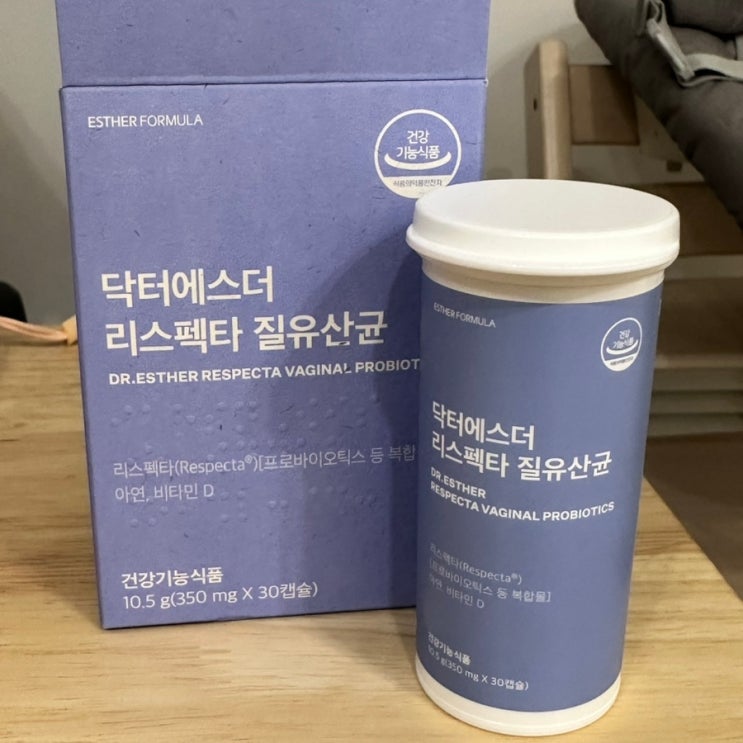 ESTHER FORMULA
건강
기능식품
식품의약품안전처
닥터에스더
리스펙타 질유산균
DR.ESTHER RESPECTA VAGINAL PROBIOT
리스펙타(Respecta®)[프로바이오틱스 등 복합
아연, 비타민 D
건강기능식품
10.5 g(350 mg X 30캡슐)
ESTHER FORMULA
건강
기능식품
닥터에스더
리스펙타 질유산균
DR.ESTHER
RESPECTA VAGINAL PROBIOTICS
리스펙타(Respecta®)
[프로바이오틱스 등 복합물]
아연, 비타민 D
건강기능식품
10.5 g(350 mg X 30캡슐)